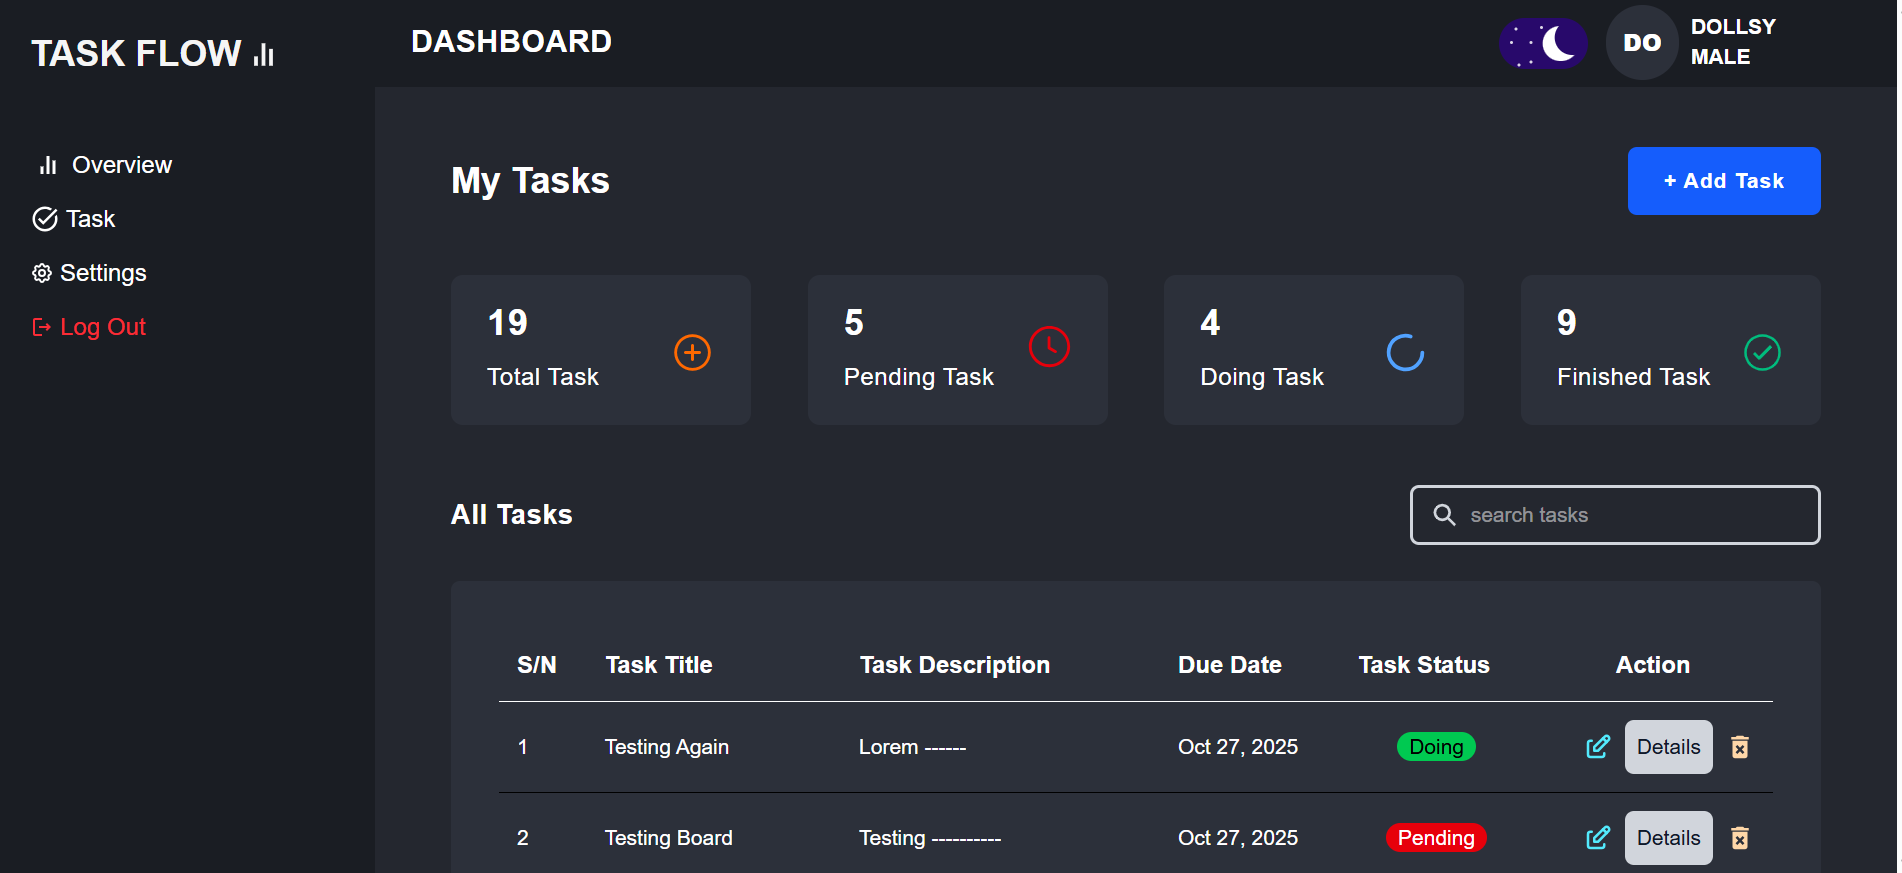 TASK FLOW
DASHBOARD
DO
DOLLSY
MALE
Overview
Task
Settings
Log Out
My Tasks
+ Add Task
19
Total Task
5
Pending Task
4
Doing Task
9
Finished Task
All Tasks
search tasks
S/N Task Title Task Description Due Date Task Status Action
1 Testing Again Lorem ------ Oct 27, 2025 Doing Details
2 Testing Board Testing ---------- Oct 27, 2025 Pending Details